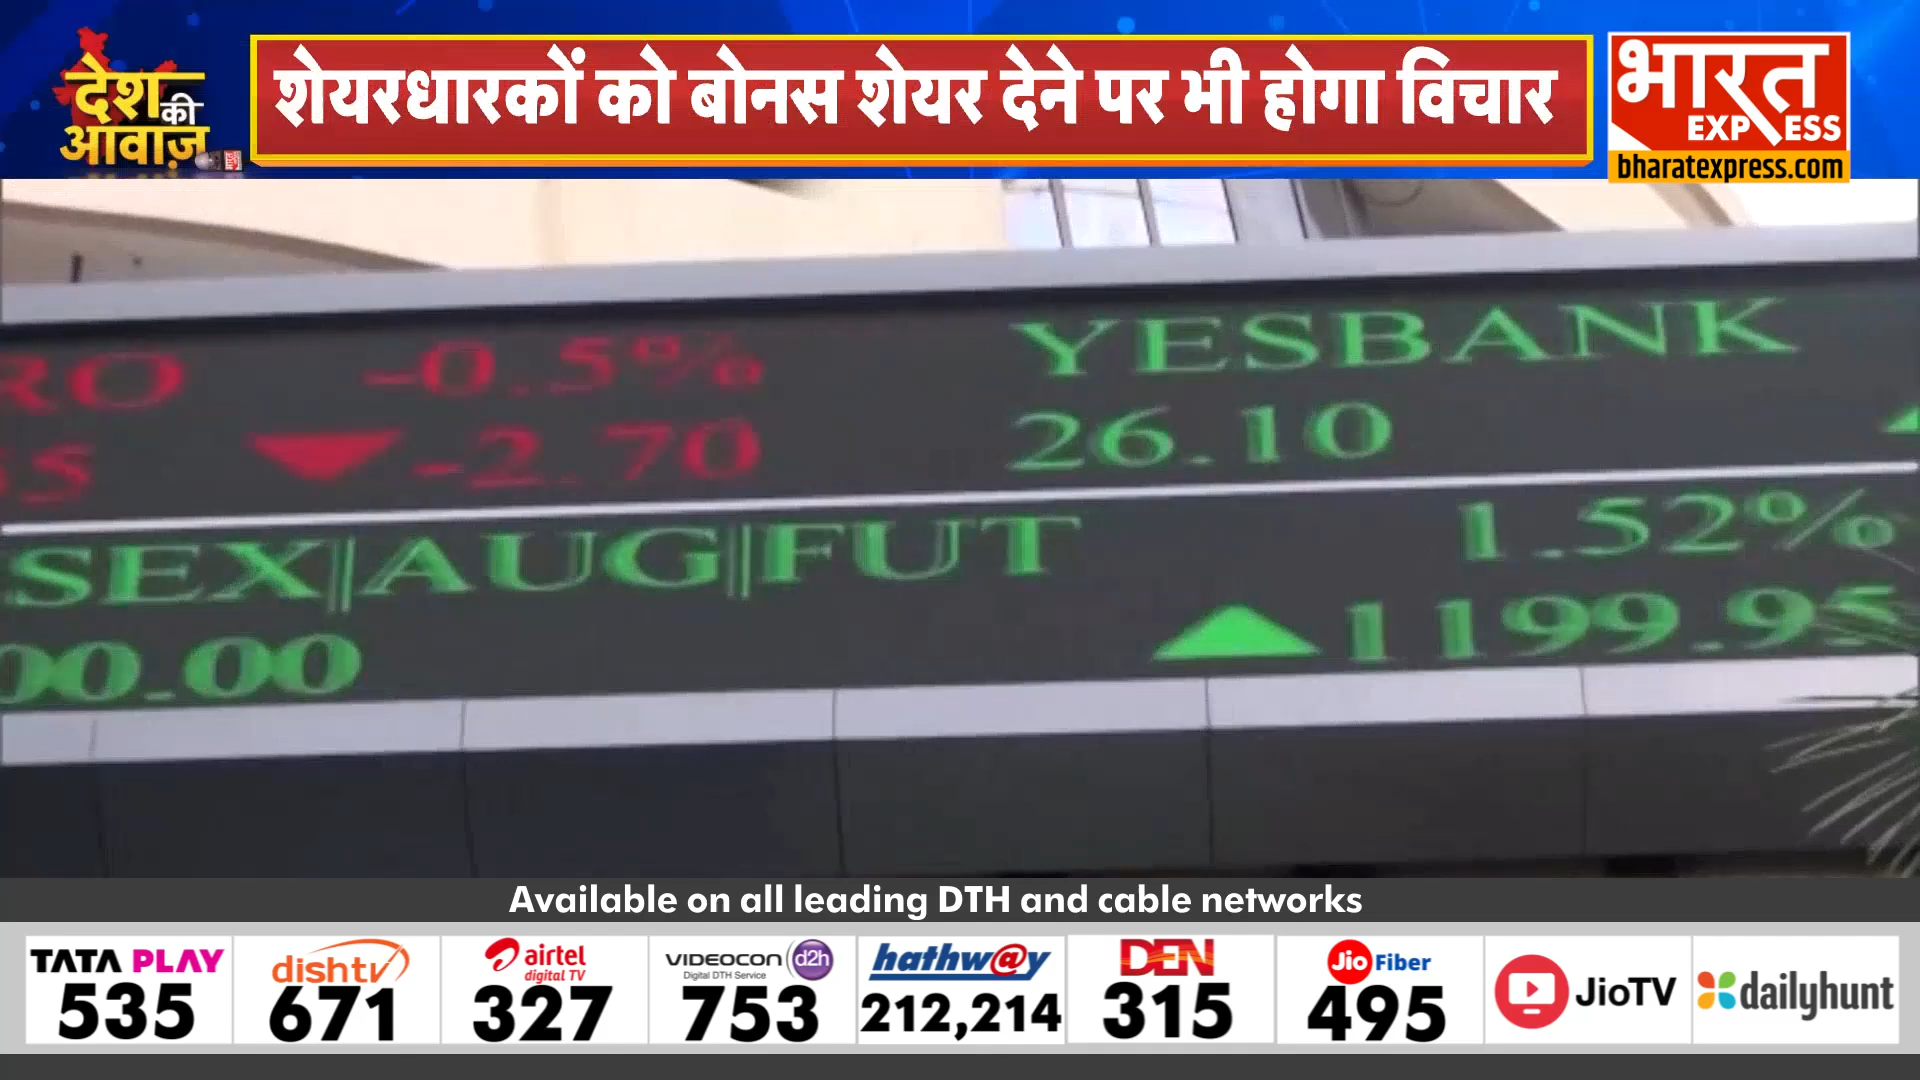 देश की
आवाज़
शेयरधारकों को बोनस शेयर देने पर भी होगा विचार
भारत
EXPRESS
bharatexpress.com
RO -0.5% YESBANK
-2.70 26.10
SEX||AUG||FUT 1.52%
00.00 1199.95
Available on all leading DTH and cable networks
TATA PLAY
535
dishtv
671
airtel
digital TV
327
VIDEOCON d2h
Digital DTH Service
753
hathway
212,214
DEN
315
Jio Fiber
495
JioTV
dailyhunt